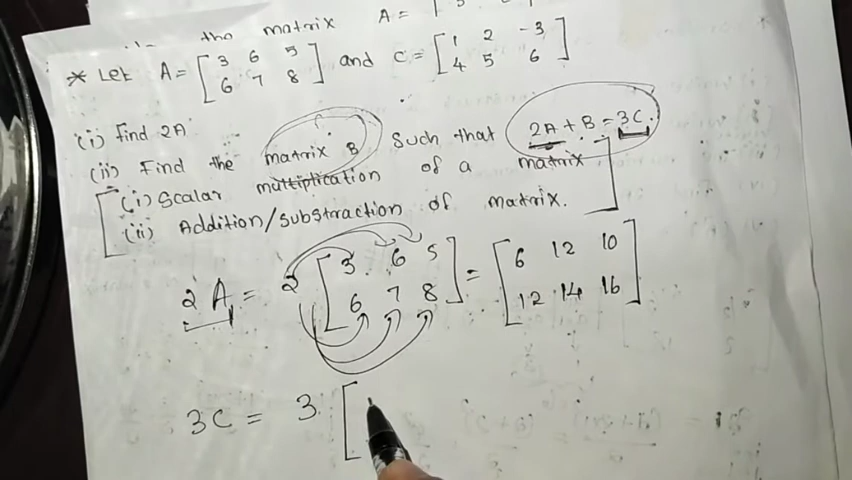 the matrix A =
* Let A = [ 3 6 5 and C = [ 1 2 -3
6 7 8 ] 4 5 6 ]
(i) Find 2A
(ii) Find the matrix B such that 2A + B = 3C.
[ (i) Scalar multiplication of a matrix
(ii) Addition/substraction of matrix. ]
2A = 2 [ 3 6 5 = [ 6 12 10
6 7 8 ] 12 14 16 ]
3C = 3 [